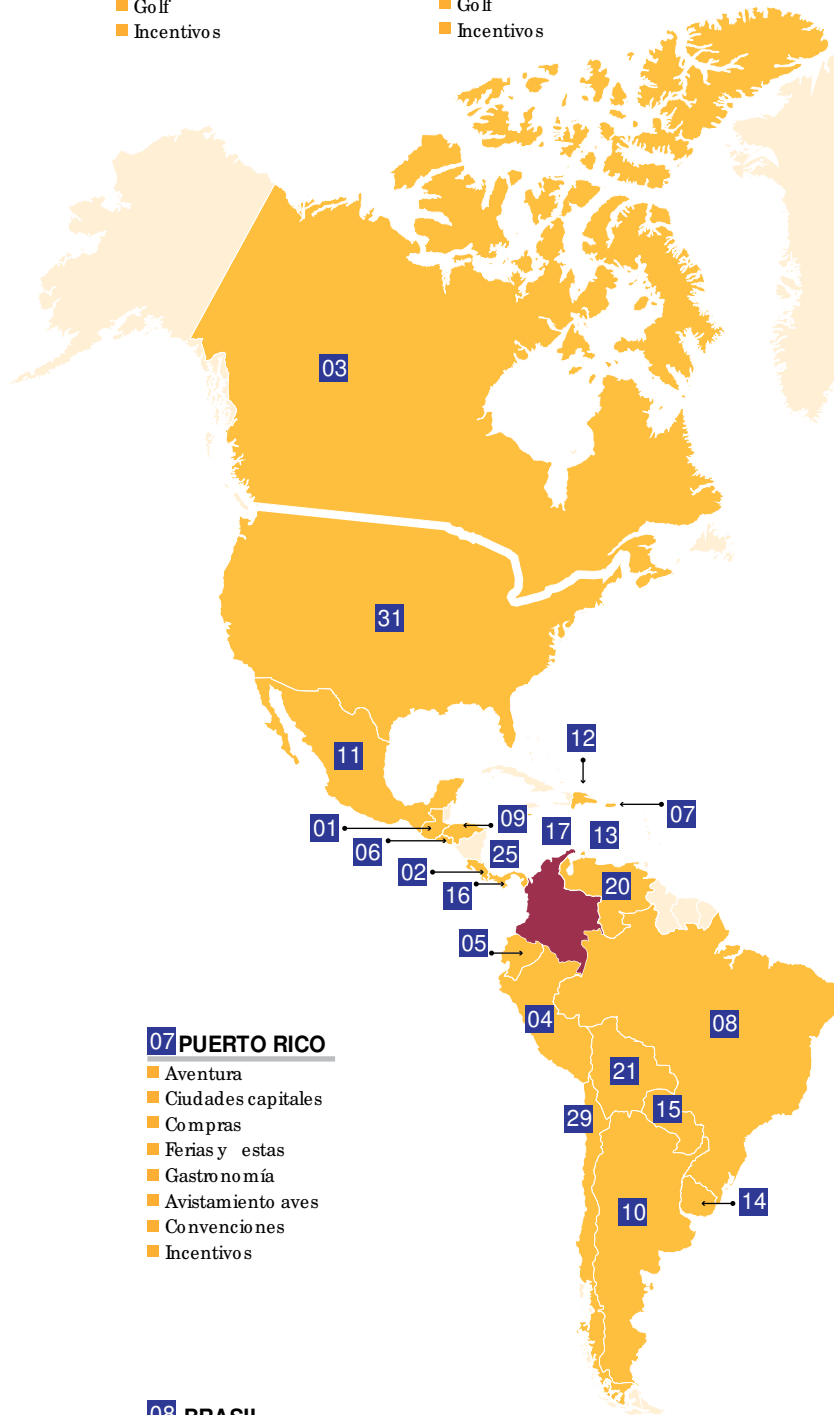 Golf
Incentivos
Golf
Incentivos
03
31
12
11
07
09
01
17
13
06
25
02
20
16
05
04
08
07 PUERTO RICO
Aventura
Ciudades capitales
Compras
Ferias y estas
Gastronomía
Avistamiento aves
Convenciones
Incentivos
21
15
29
14
10
08 BRASIL